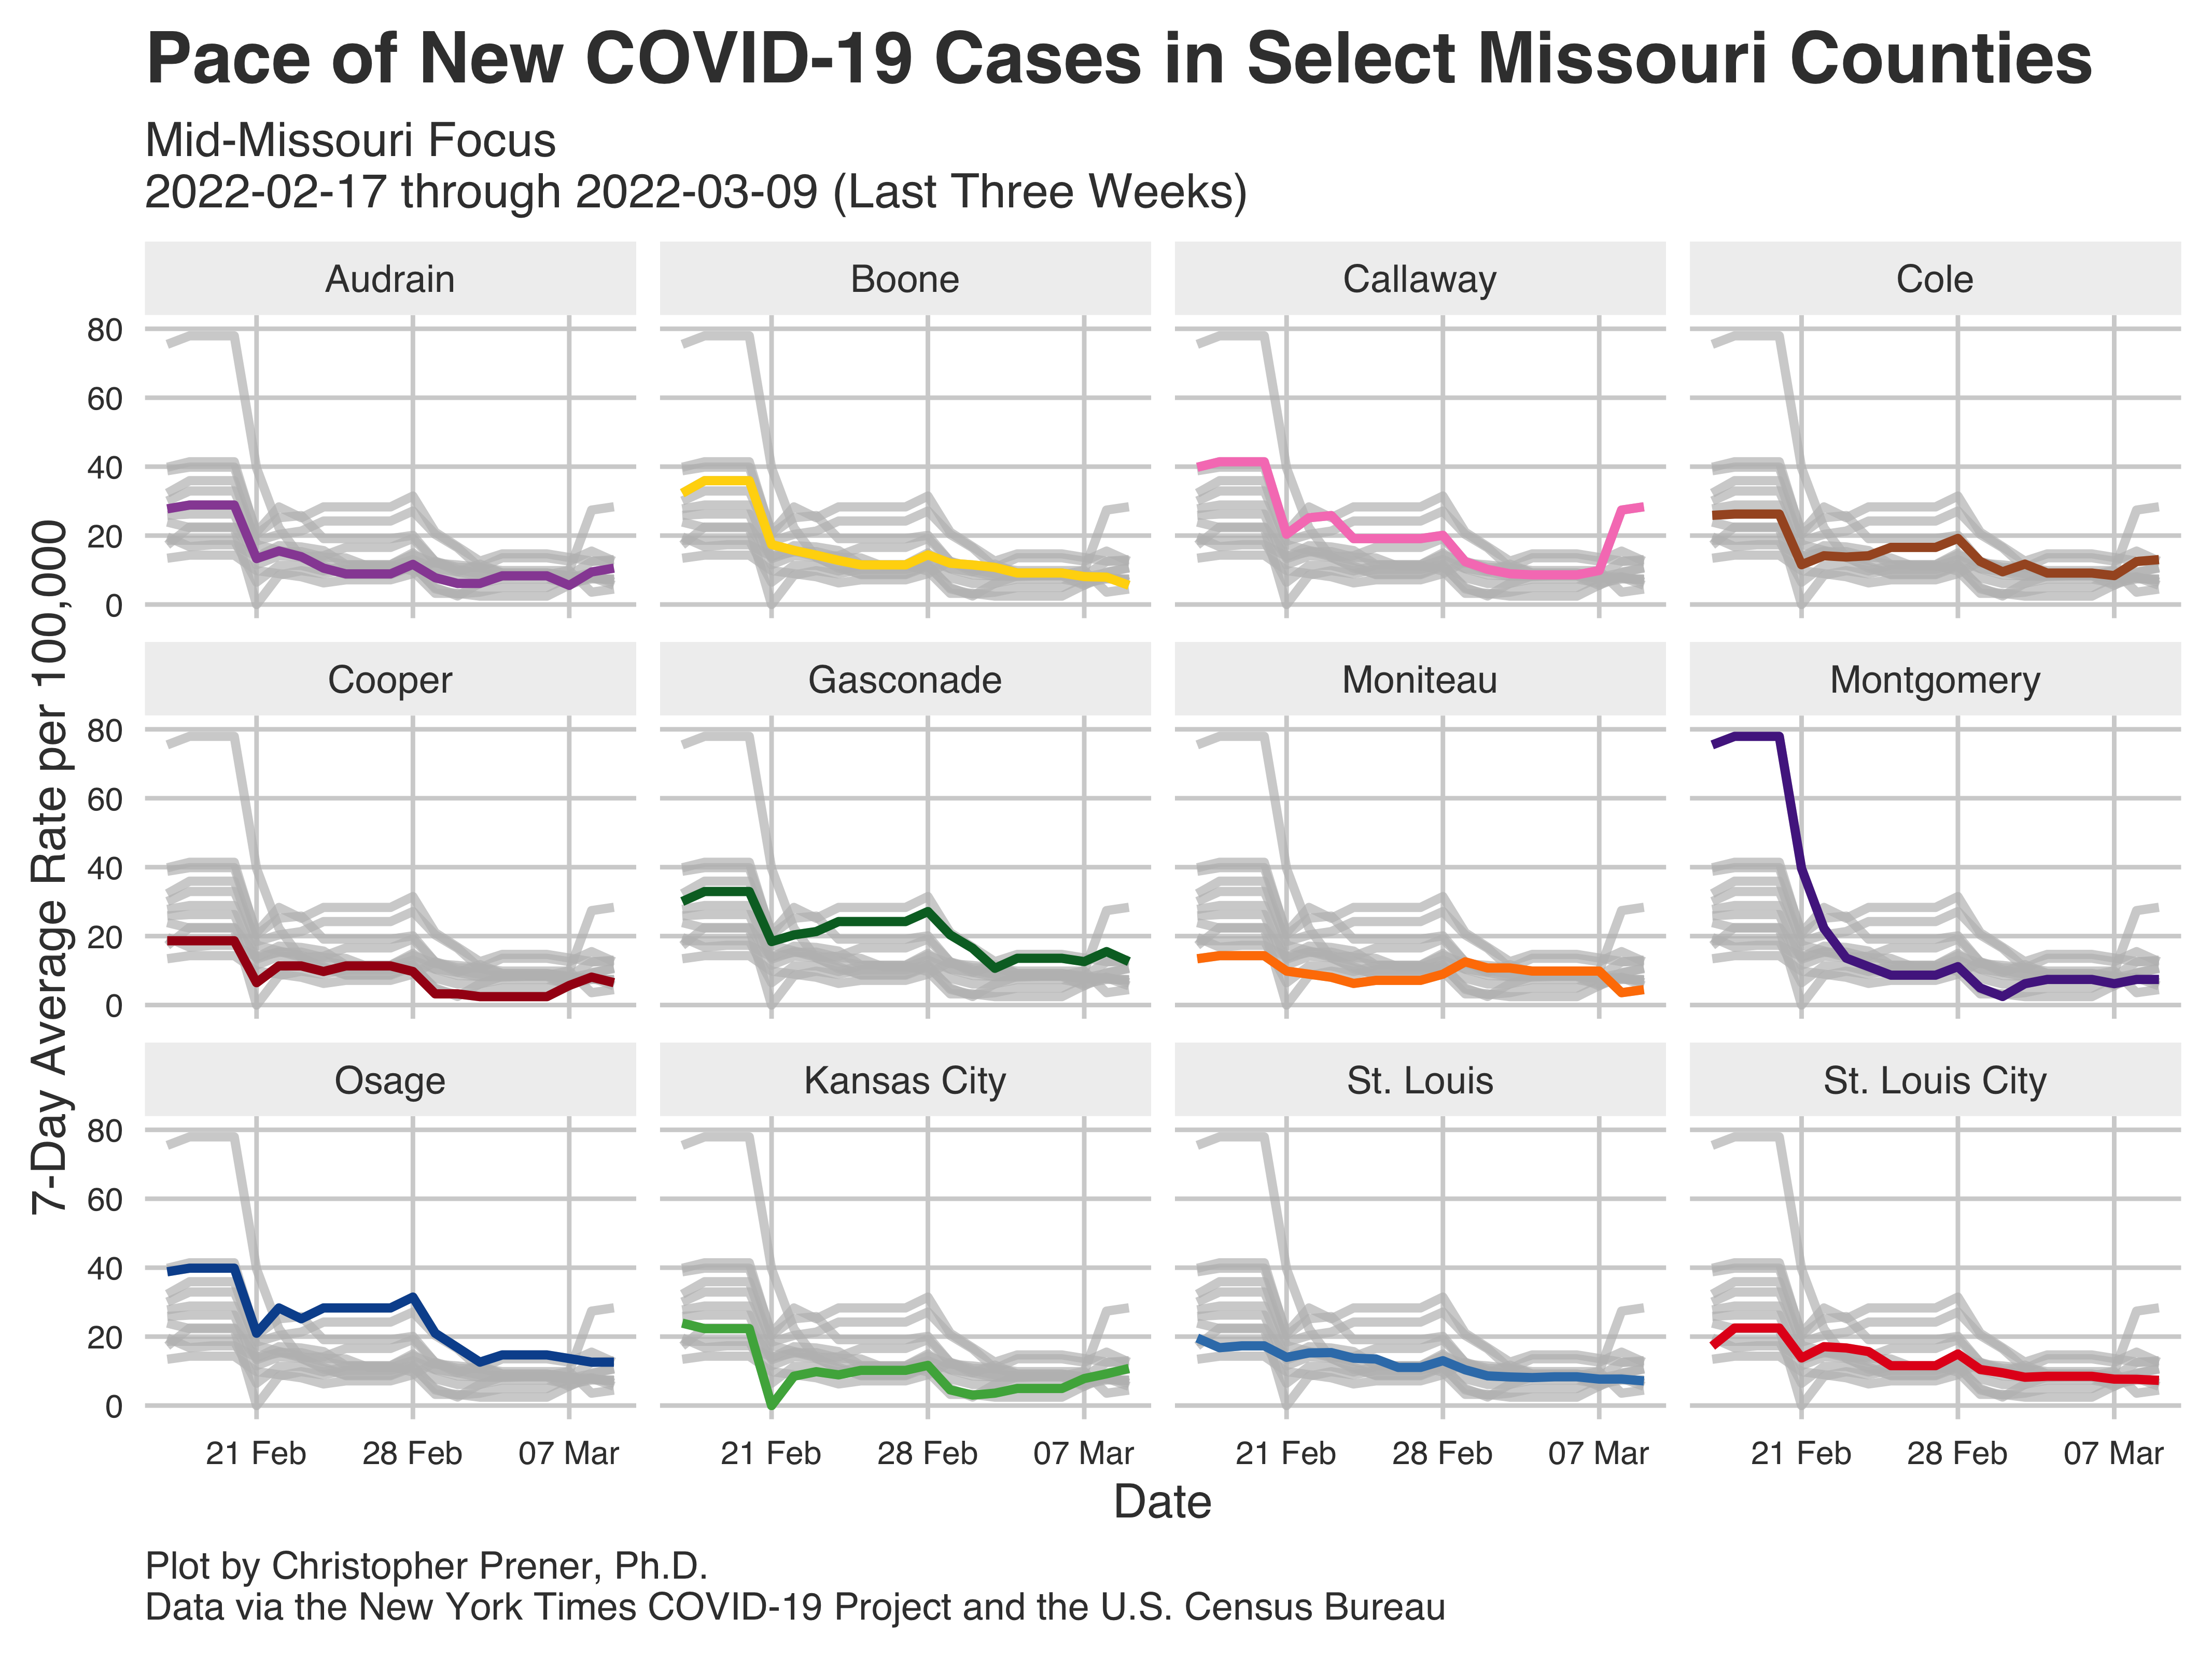 Pace of New COVID-19 Cases in Select Missouri Counties
Mid-Missouri Focus
2022-02-17 through 2022-03-09 (Last Three Weeks)
7-Day Average Rate per 100,000
Audrain
Boone
Callaway
Cole
80
60
40
20
0
Cooper
Gasconade
Moniteau
Montgomery
80
60
40
20
0
Osage
Kansas City
St. Louis
St. Louis City
80
60
40
20
0
21 Feb 28 Feb 07 Mar
21 Feb 28 Feb 07 Mar
21 Feb 28 Feb 07 Mar
21 Feb 28 Feb 07 Mar
Date
Plot by Christopher Prener, Ph.D.
Data via the New York Times COVID-19 Project and the U.S. Census Bureau